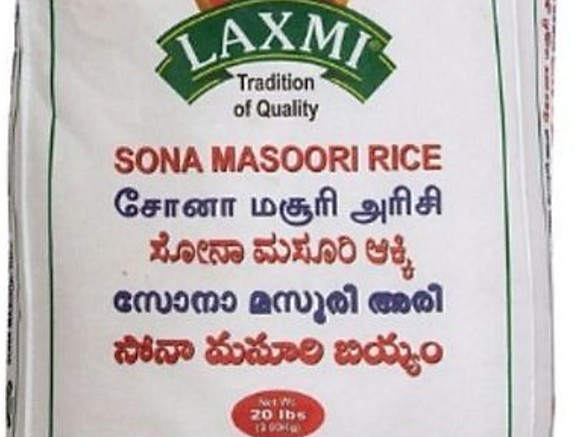 LAXMI
Tradition
of Quality
SONA MASOORI RICE
சோனா மசூரி அரிசி
ಸೋನಾ ಮಸೂರಿ ಅಕ್ಕಿ
സോനാ മസൂരി അരി
సోనా మసూరి బియ్యం
Net Wt.
20 lbs